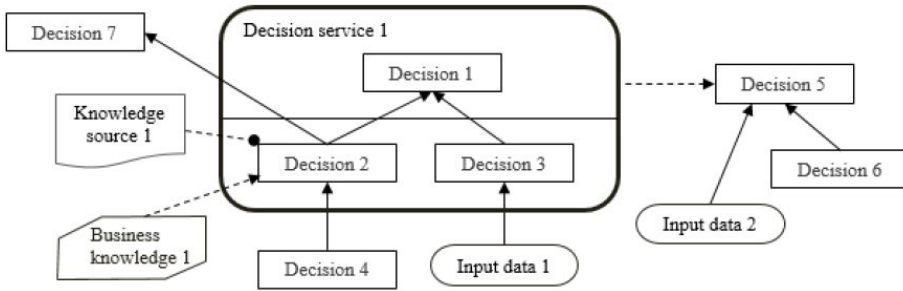 Decision 7
Decision service 1
Decision 1
Decision 5
Knowledge
source 1
Decision 2
Decision 3
Decision 6
Input data 2
Business
knowledge 1
Decision 4
Input data 1